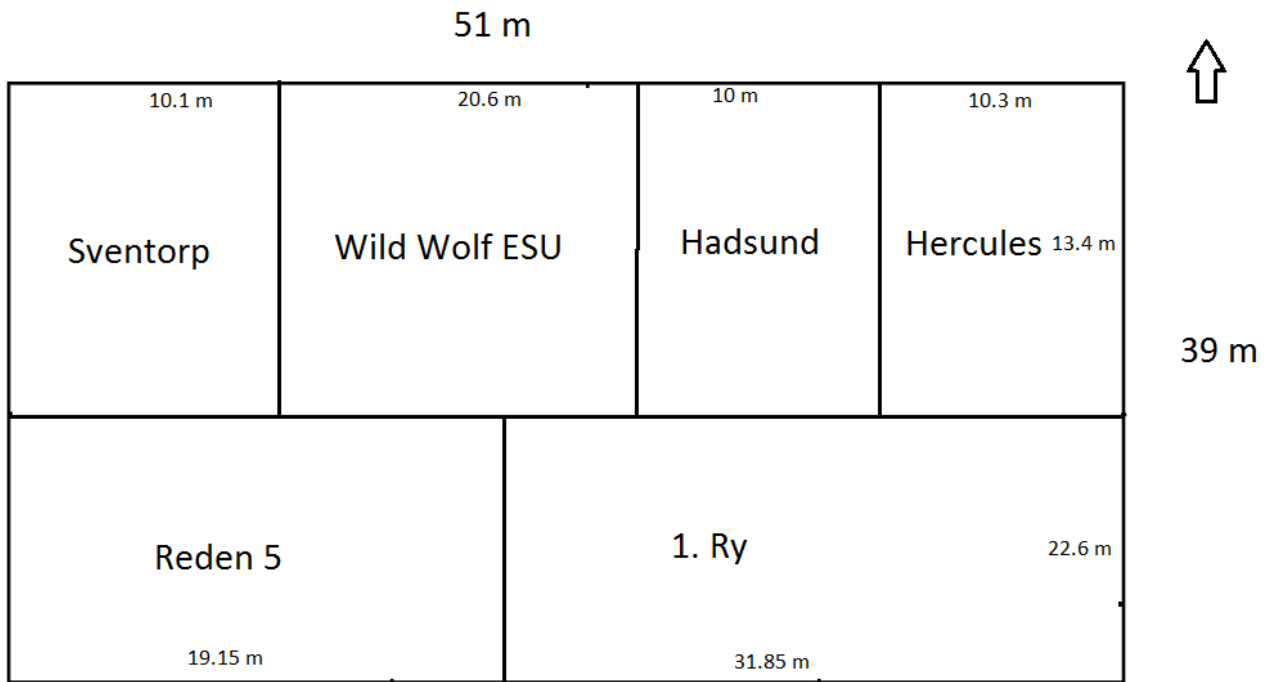 51 m
10.1 m
20.6 m
10 m
10.3 m
Sventorp
Wild Wolf ESU
Hadsund
Hercules
13.4 m
39 m
Reden 5
1. Ry
22.6 m
19.15 m
31.85 m